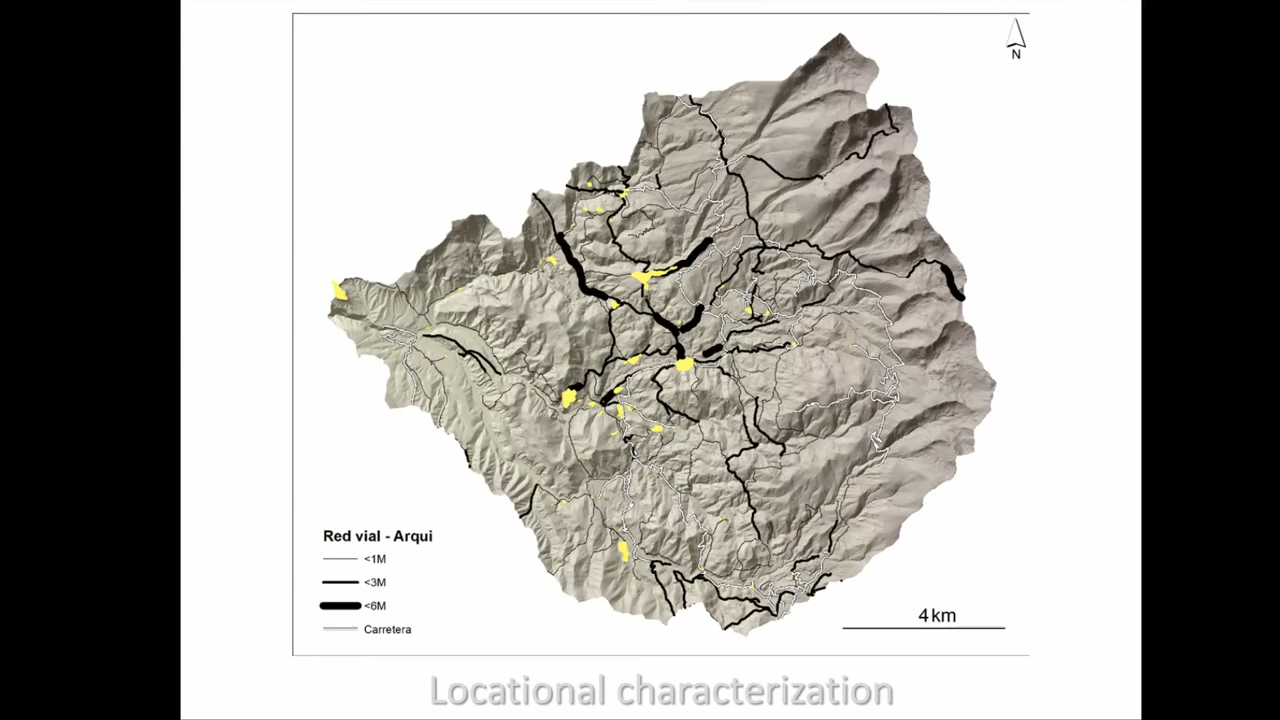 N
Red vial - Arqui
<1M
<3M
<6M
Carretera
4 km
Locational characterization